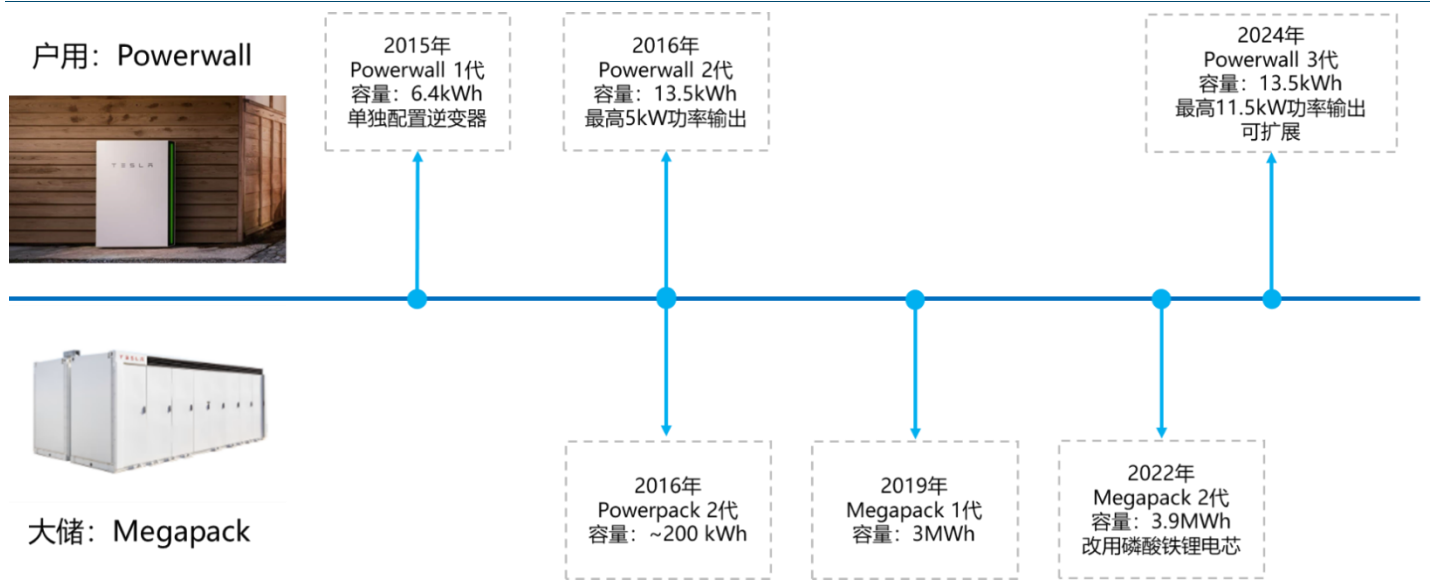 户用：Powerwall
TESLA
2015年
Powerwall 1代
容量：6.4kWh
单独配置逆变器
2016年
Powerwall 2代
容量：13.5kWh
最高5kW功率输出
2024年
Powerwall 3代
容量：13.5kWh
最高11.5kW功率输出
可扩展
TESLA
大储：Megapack
2016年
Powerpack 2代
容量：~200 kWh
2019年
Megapack 1代
容量：3MWh
2022年
Megapack 2代
容量：3.9MWh
改用磷酸铁锂电芯